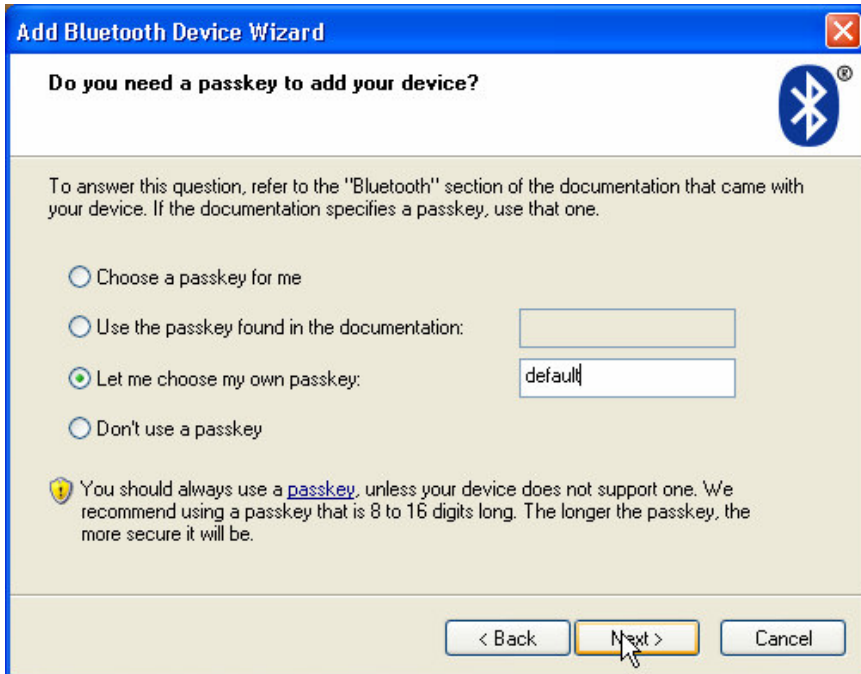 Add Bluetooth Device Wizard
Do you need a passkey to add your device?
®
To answer this question, refer to the "Bluetooth" section of the documentation that came with
your device. If the documentation specifies a passkey, use that one.
Choose a passkey for me
Use the passkey found in the documentation:
Let me choose my own passkey: default
Don't use a passkey
You should always use a passkey, unless your device does not support one. We
recommend using a passkey that is 8 to 16 digits long. The longer the passkey, the
more secure it will be.
< Back Next > Cancel